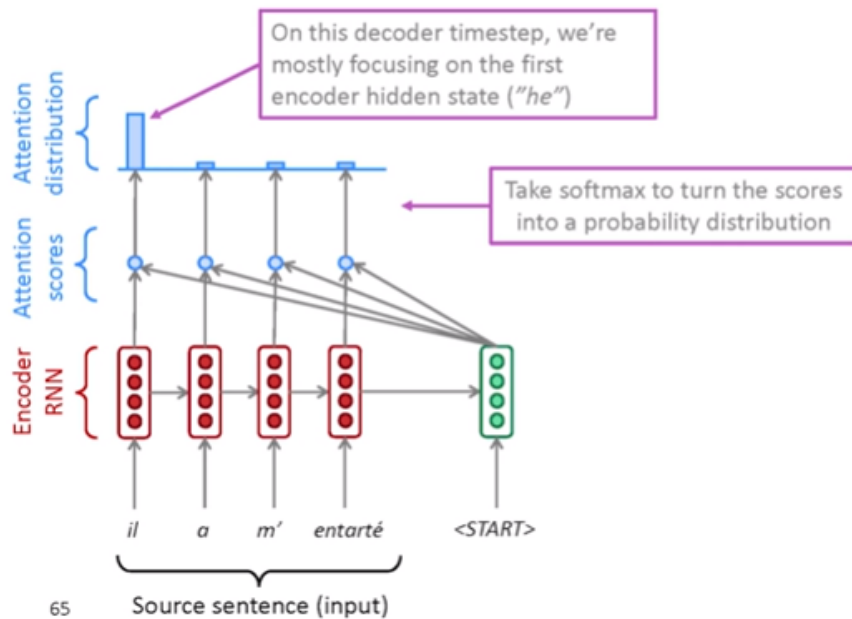 On this decoder timestep, we're
mostly focusing on the first
encoder hidden state ("he")
Attention
distribution
Take softmax to turn the scores
into a probability distribution
Attention
scores
Encoder
RNN
il a m' entarté <START>
65 Source sentence (input)